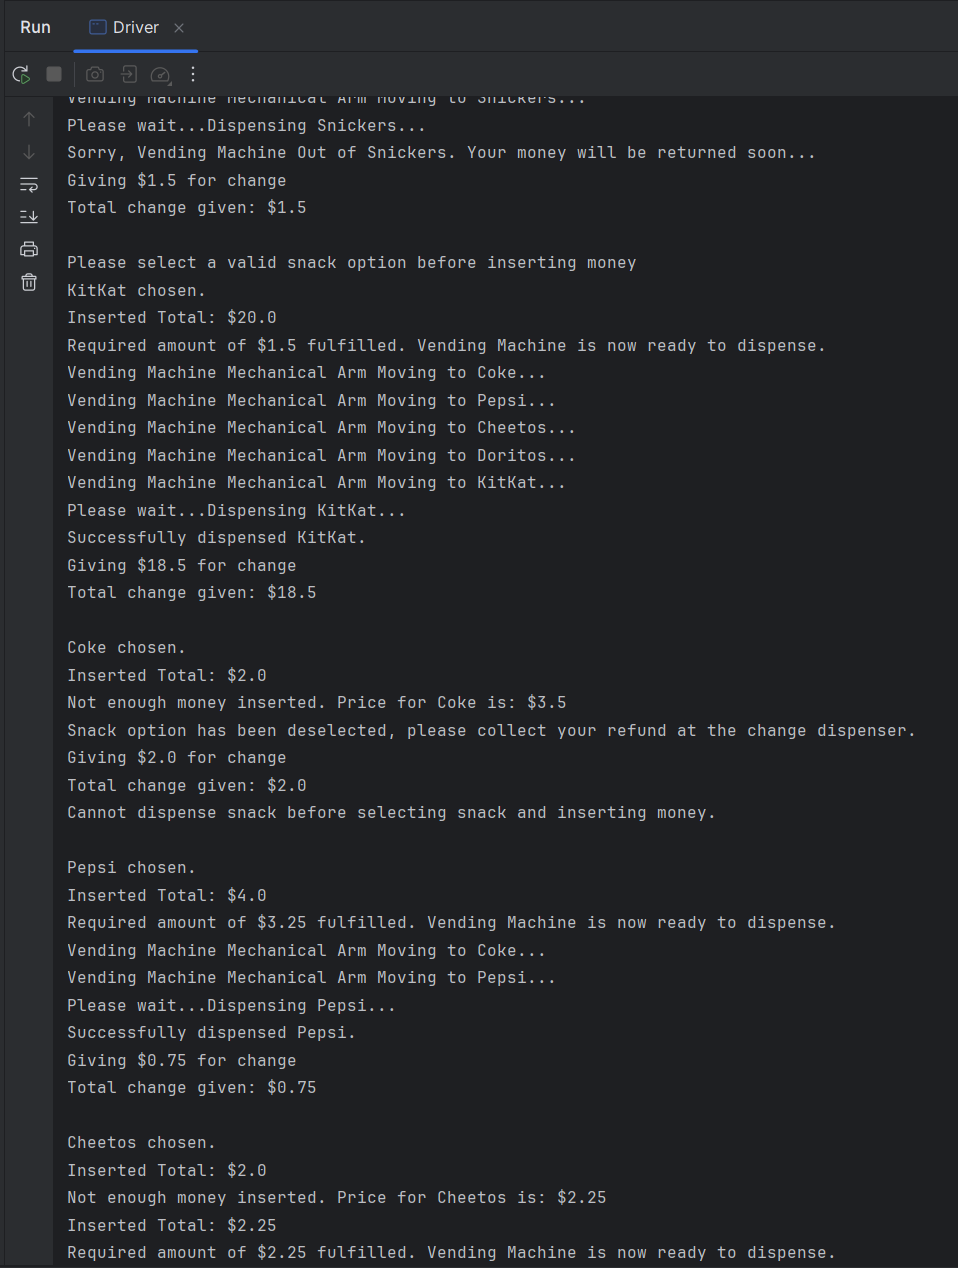 Run
Driver
Vending Machine Mechanical Arm Moving to Snickers...
Please wait...Dispensing Snickers...
Sorry, Vending Machine Out of Snickers. Your money will be returned soon...
Giving $1.5 for change
Total change given: $1.5
Please select a valid snack option before inserting money
KitKat chosen.
Inserted Total: $20.0
Required amount of $1.5 fulfilled. Vending Machine is now ready to dispense.
Vending Machine Mechanical Arm Moving to Coke...
Vending Machine Mechanical Arm Moving to Pepsi...
Vending Machine Mechanical Arm Moving to Cheetos...
Vending Machine Mechanical Arm Moving to Doritos...
Vending Machine Mechanical Arm Moving to KitKat...
Please wait...Dispensing KitKat...
Successfully dispensed KitKat.
Giving $18.5 for change
Total change given: $18.5
Coke chosen.
Inserted Total: $2.0
Not enough money inserted. Price for Coke is: $3.5
Snack option has been deselected, please collect your refund at the change dispenser.
Giving $2.0 for change
Total change given: $2.0
Cannot dispense snack before selecting snack and inserting money.
Pepsi chosen.
Inserted Total: $4.0
Required amount of $3.25 fulfilled. Vending Machine is now ready to dispense.
Vending Machine Mechanical Arm Moving to Coke...
Vending Machine Mechanical Arm Moving to Pepsi...
Please wait...Dispensing Pepsi...
Successfully dispensed Pepsi.
Giving $0.75 for change
Total change given: $0.75
Cheetos chosen.
Inserted Total: $2.0
Not enough money inserted. Price for Cheetos is: $2.25
Inserted Total: $2.25
Required amount of $2.25 fulfilled. Vending Machine is now ready to dispense.